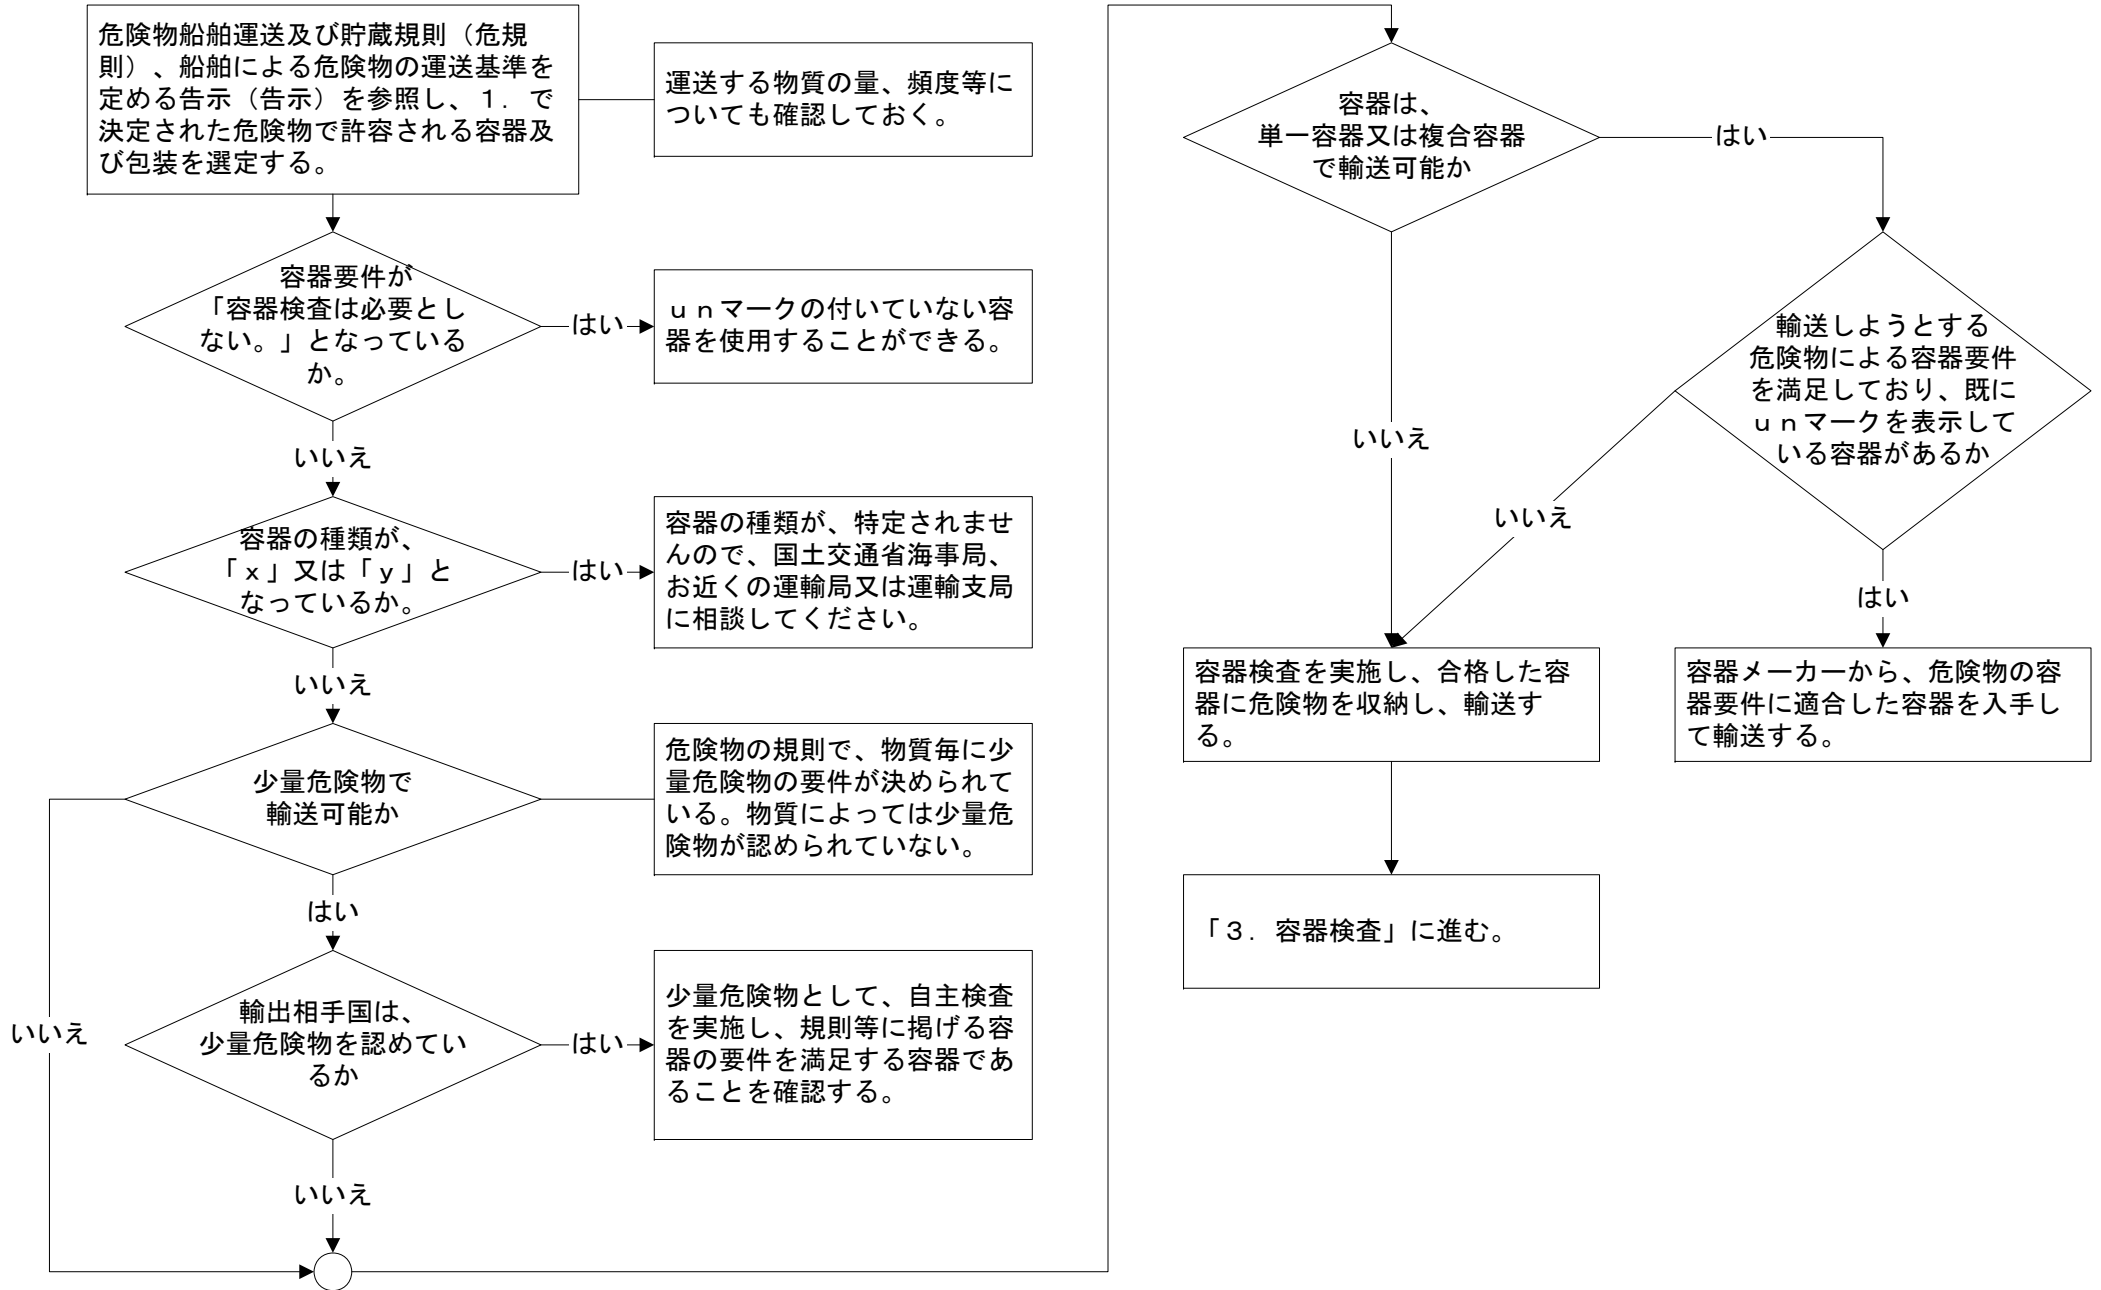 危険物船舶運送及び貯蔵規則（危規
則）、船舶による危険物の運送基準を
定める告示（告示）を参照し、１．で
決定された危険物で許容される容器及
び包装を選定する。
運送する物質の量、頻度等に
ついても確認しておく。
容器要件が
「容器検査は必要とし
ない。」となっている
か。
はい
ｕｎマークの付いていない容
器を使用することができる。
いいえ
容器の種類が、
「ｘ」又は「ｙ」と
なっているか。
はい
容器の種類が、特定されませ
んので、国土交通省海事局、
お近くの運輸局又は運輸支局
に相談してください。
いいえ
少量危険物で
輸送可能か
危険物の規則で、物質毎に少
量危険物の要件が決められて
いる。物質によっては少量危
険物が認められていない。
はい
いいえ
輸出相手国は、
少量危険物を認めてい
るか
はい
少量危険物として、自主検査
を実施し、規則等に掲げる容
器の要件を満足する容器であ
ることを確認する。
いいえ
容器は、
単一容器又は複合容器
で輸送可能か
はい
いいえ
輸送しようとする
危険物による容器要件
を満足しており、既に
ｕｎマークを表示して
いる容器があるか
いいえ
はい
容器検査を実施し、合格した容
器に危険物を収納し、輸送す
る。
容器メーカーから、危険物の容
器要件に適合した容器を入手し
て輸送する。
「３．容器検査」に進む。